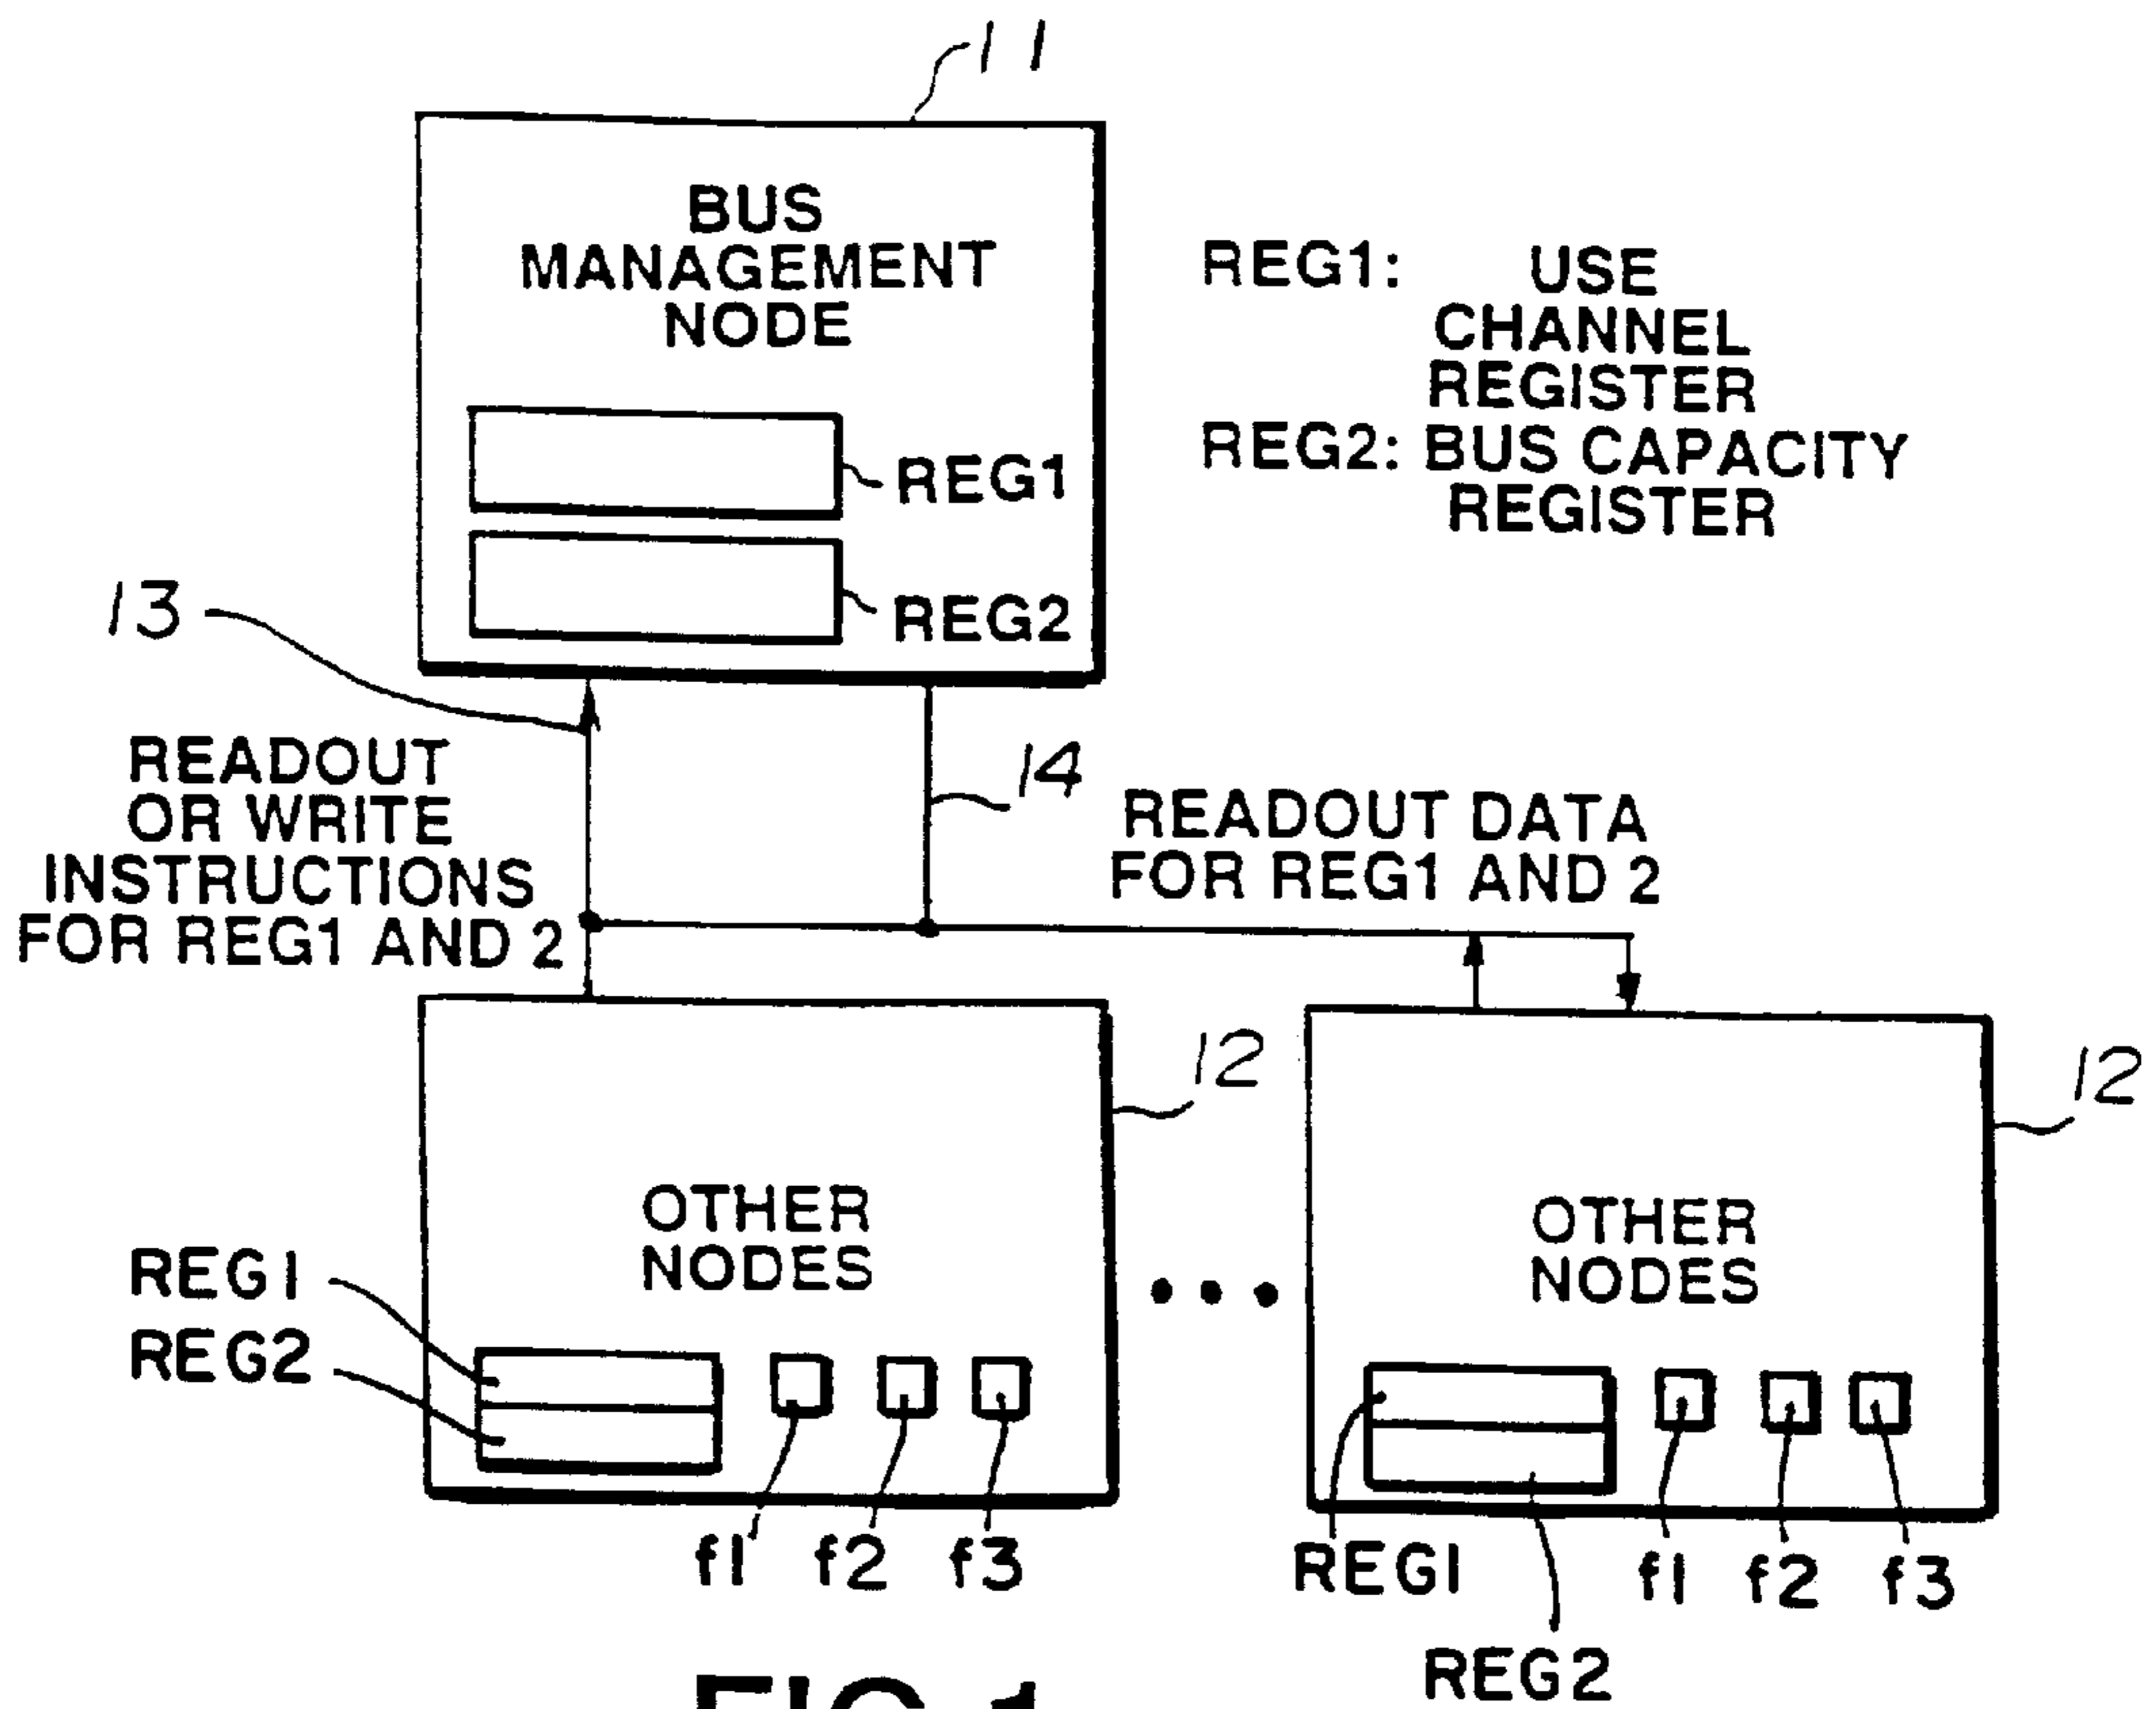 11
BUS
MANAGEMENT
NODE
REG1
REG2
REG1: USE
CHANNEL
REGISTER
REG2: BUS CAPACITY
REGISTER
13
READOUT
OR WRITE
INSTRUCTIONS
FOR REG1 AND 2
14
READOUT DATA
FOR REG1 AND 2
12
12
OTHER
NODES
REG1
REG2
f1 f2 f3
OTHER
NODES
REG1
f1 f2 f3
REG2
FIG.1